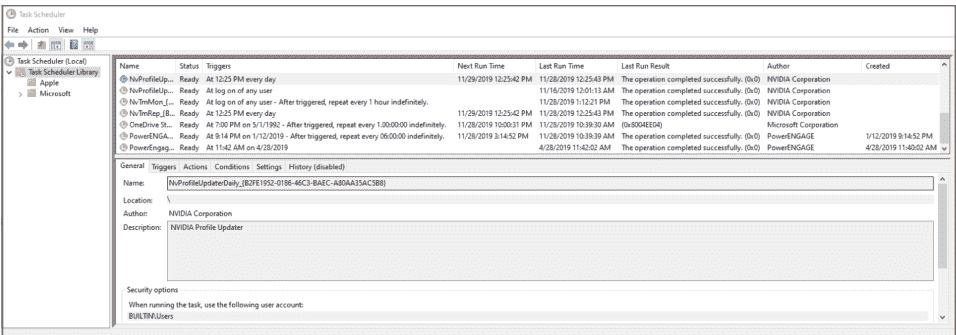 Task Scheduler
File Action View Help
Task Scheduler (Local)
Task Scheduler Library
Apple
Microsoft
Name Status Triggers Next Run Time Last Run Time Last Run Result Author Created
NvProfileUp... Ready At 12:25 PM every day 11/29/2019 12:25:42 PM 11/28/2019 12:25:43 PM The operation completed successfully. (0x0) NVIDIA Corporation
NvProfileUp... Ready At log on of any user 11/16/2019 12:01:13 AM The operation completed successfully. (0x0) NVIDIA Corporation
NvTmMon_{... Ready At log on of any user - After triggered, repeat every 1 hour indefinitely. 11/28/2019 1:12:21 PM The operation completed successfully. (0x0) NVIDIA Corporation
NvTmRep_{B... Ready At 12:25 PM every day 11/29/2019 12:25:42 PM 11/28/2019 12:25:43 PM The operation completed successfully. (0x0) NVIDIA Corporation
OneDrive St... Ready At 7:00 PM on 5/1/1992 - After triggered, repeat every 1.00:00:00 indefinitely. 11/28/2019 10:00:31 PM 11/28/2019 10:39:30 AM (0x8004EE04) Microsoft Corporation
PowerENGA... Ready At 9:14 PM on 1/12/2019 - After triggered, repeat every 06:00:00 indefinitely. 11/28/2019 3:14:52 PM 11/28/2019 10:39:39 AM The operation completed successfully. (0x0) PowerENGAGE 1/12/2019 9:14:52 PM
PowerEngag... Ready At 11:42 AM on 4/28/2019 4/28/2019 11:42:02 AM The operation completed successfully. (0x0) PowerENGAGE 4/28/2019 11:40:02 AM
General Triggers Actions Conditions Settings History (disabled)
Name: NvProfileUpdaterDaily_{B2FE1952-0186-46C3-BAEC-A80AA35AC5B8}
Location: \
Author: NVIDIA Corporation
Description: NVIDIA Profile Updater
Security options
When running the task, use the following user account:
BUILTIN\Users